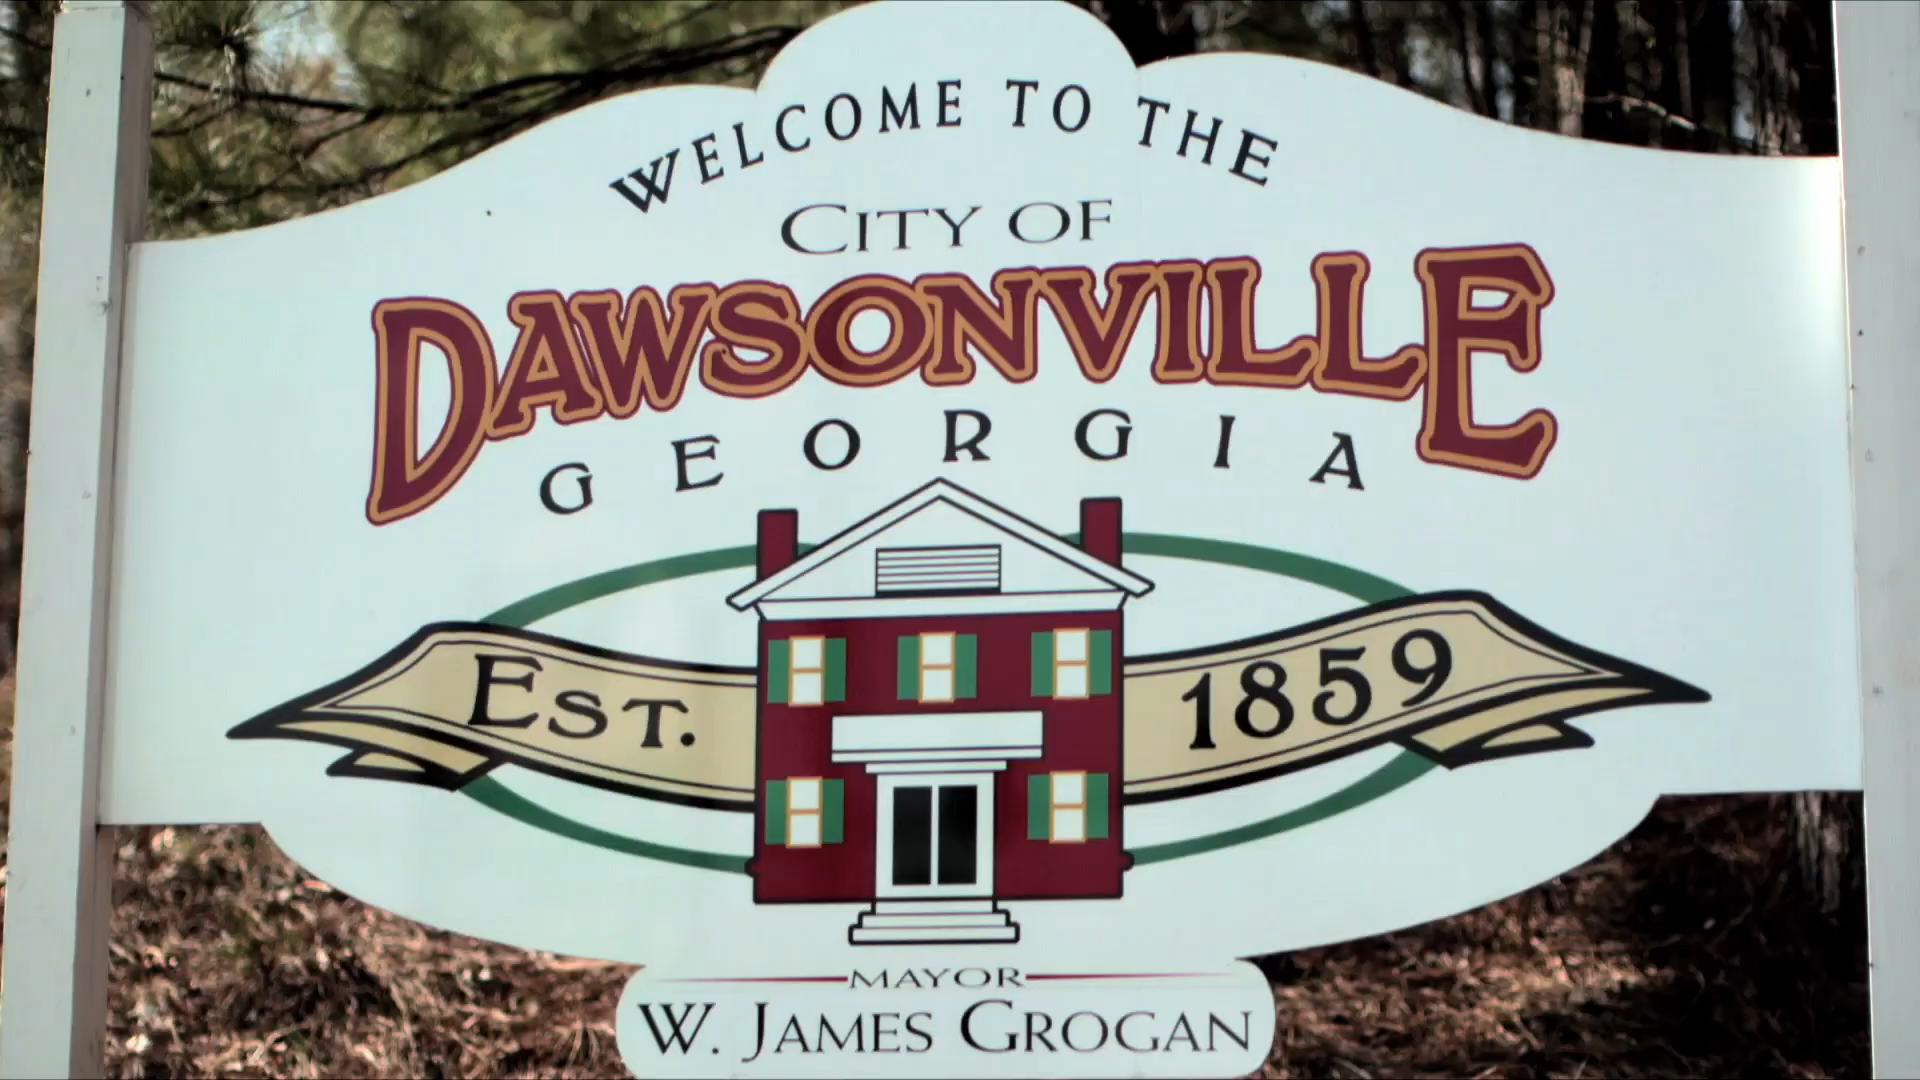 WELCOME TO THE
CITY OF
DAWSONVILLE
GEORGIA
EST. 1859
MAYOR
W. JAMES GROGAN